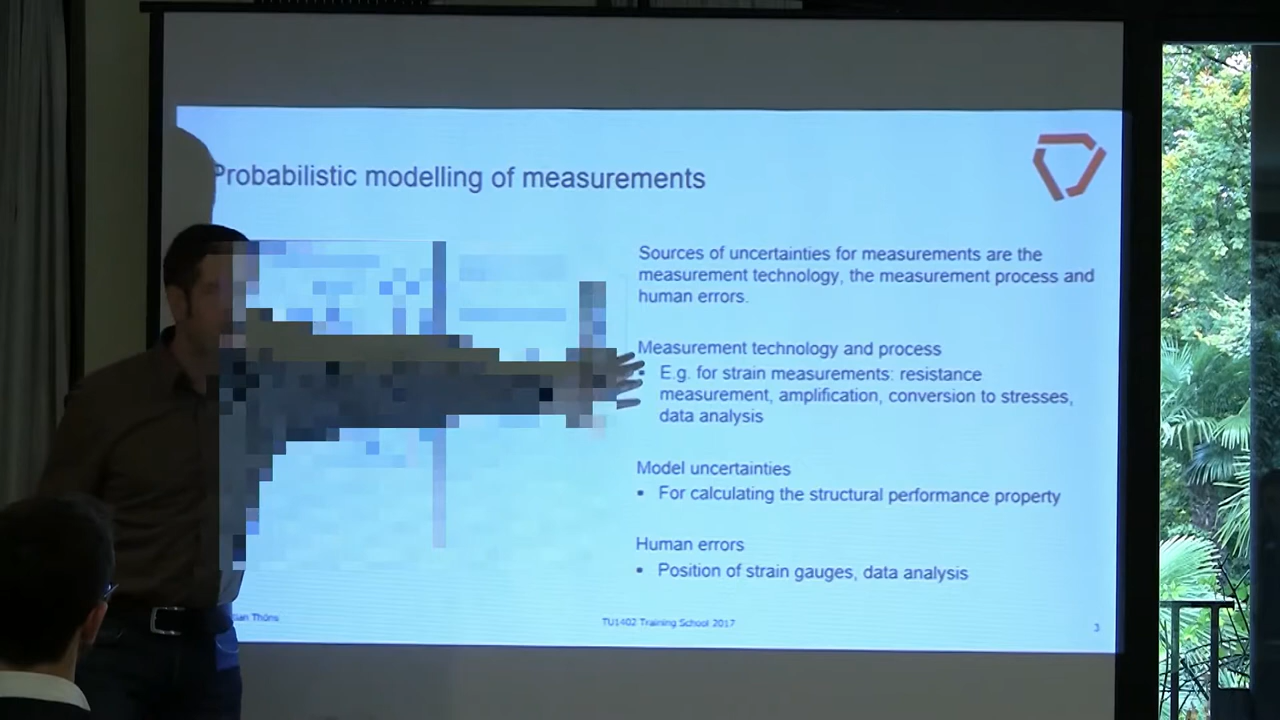 Probabilistic modelling of measurements
Sources of uncertainties for measurements are the
measurement technology, the measurement process and
human errors.
Measurement technology and process
• E.g. for strain measurements: resistance
measurement, amplification, conversion to stresses,
data analysis
Model uncertainties
• For calculating the structural performance property
Human errors
• Position of strain gauges, data analysis
Thöns
TU1402 Training School 2017
3